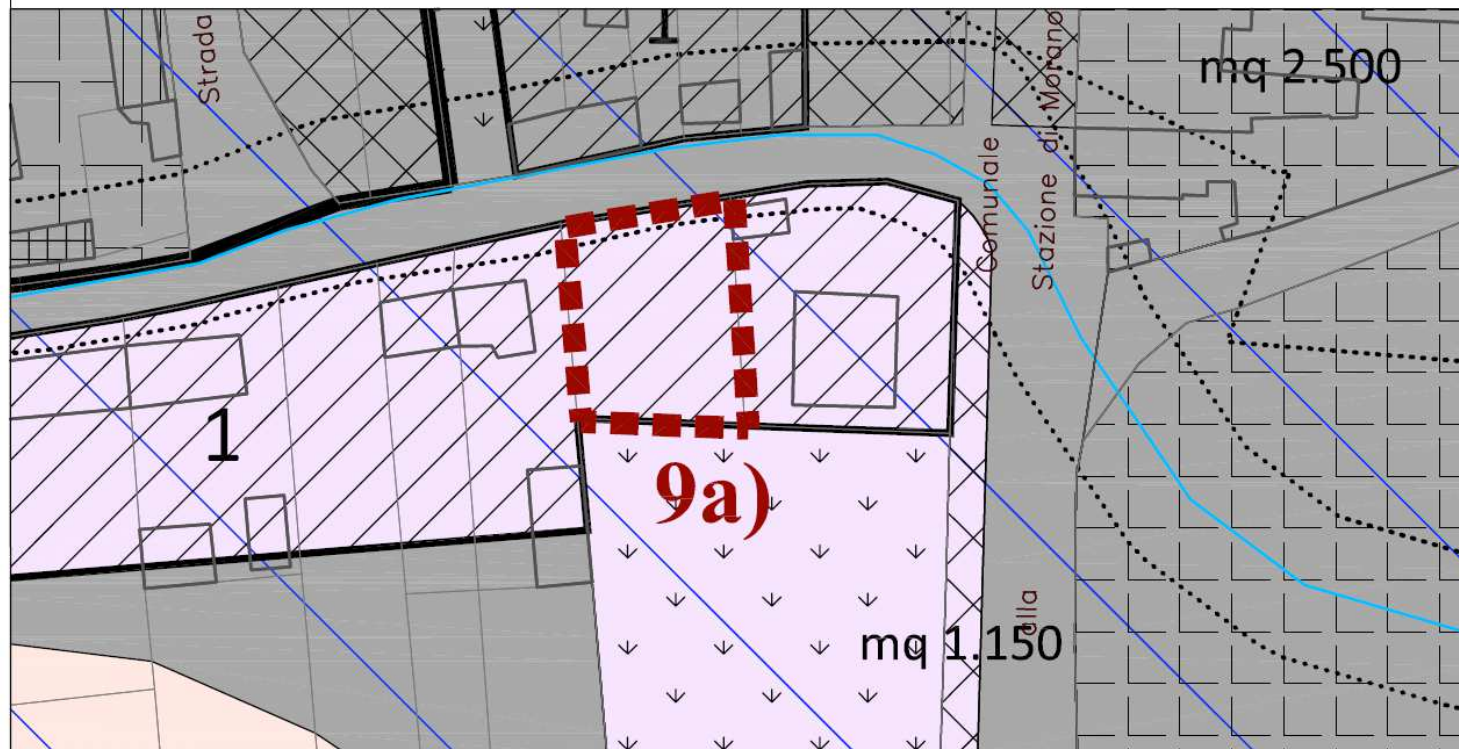 1
Strada
mq 2.500
Comunale
Stazione di Morano
1
9a)
alla
mq 1.150